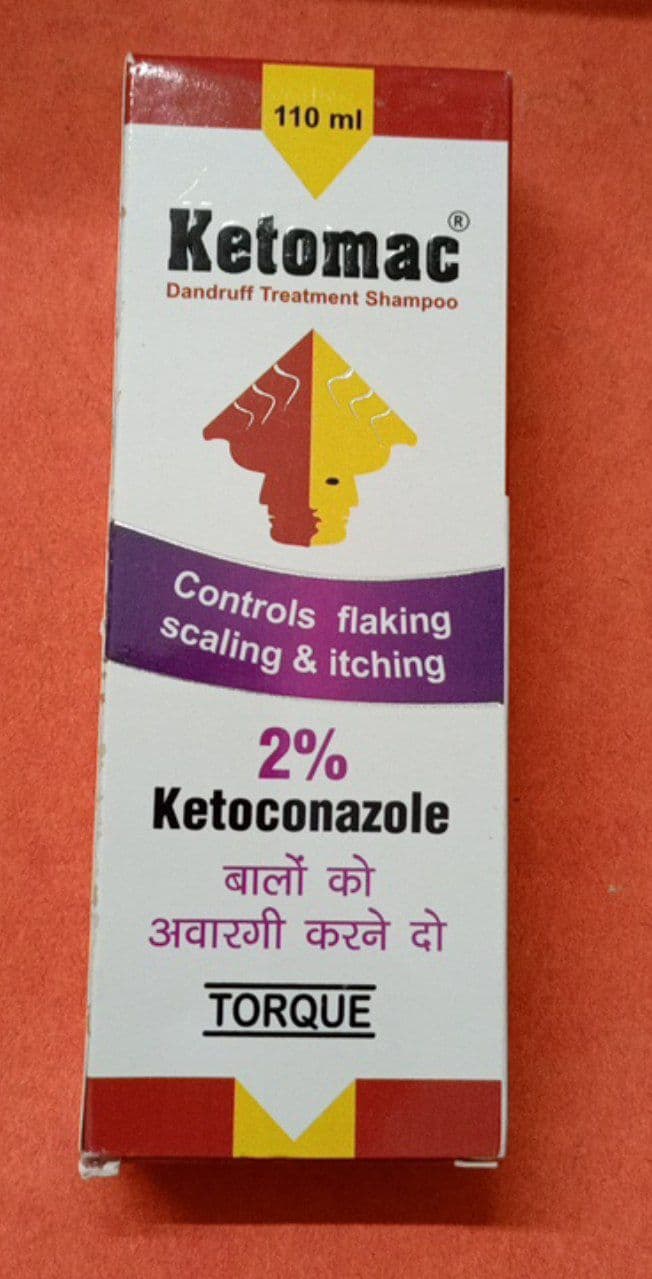 110 ml
Ketomac®
Dandruff Treatment Shampoo
Controls flaking
scaling & itching
2%
Ketoconazole
बालों को
अवारगी करने दो
TORQUE